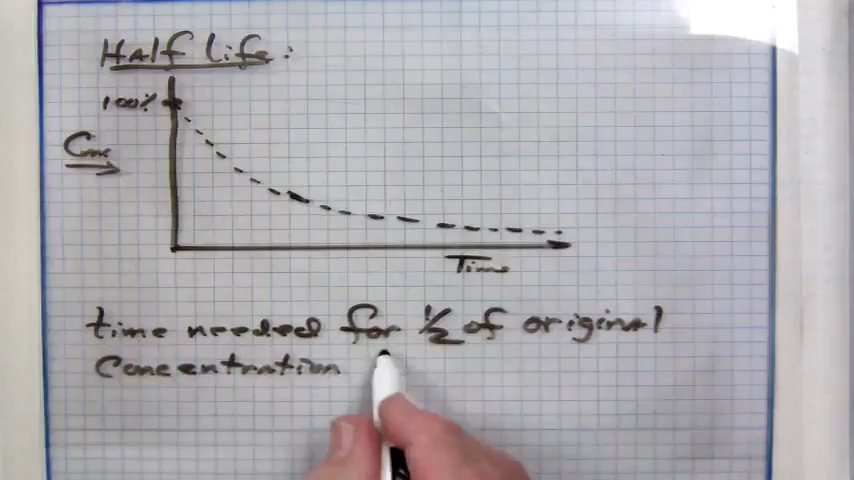 Half Life:
100%
Conc
Time
time needed for 1/2 of original
Concentration